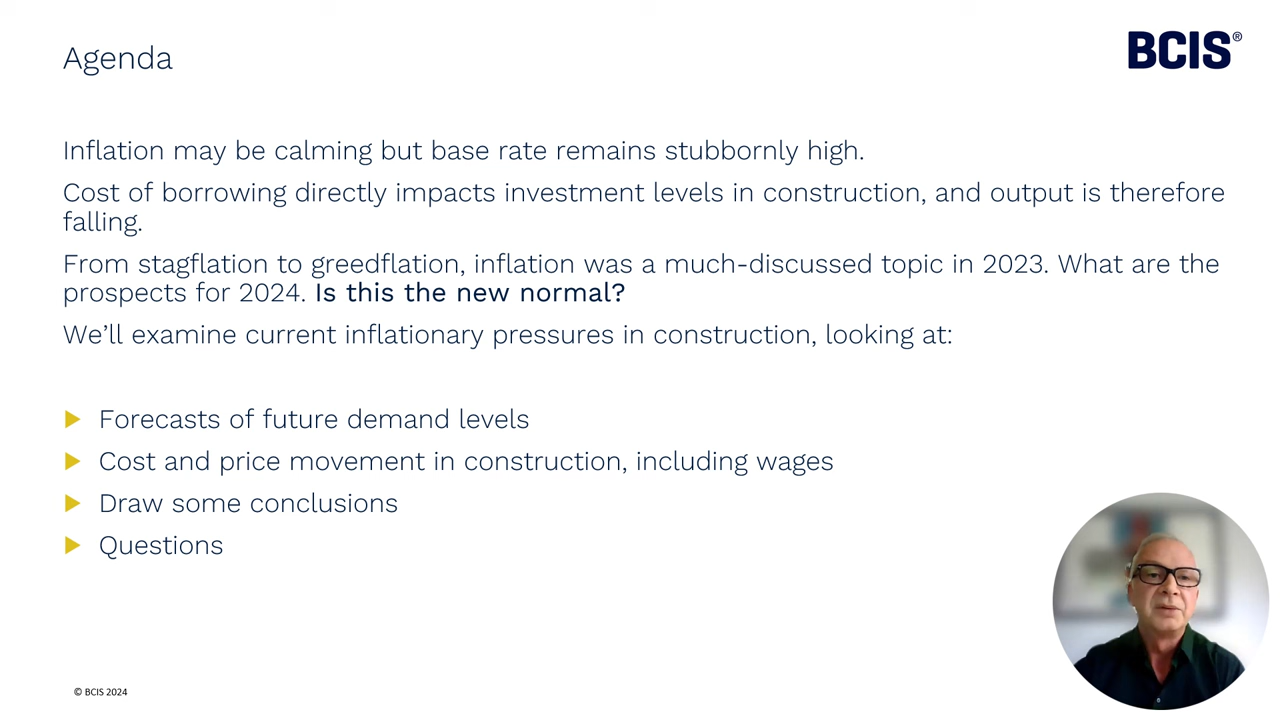 Agenda
BCIS®
Inflation may be calming but base rate remains stubbornly high.
Cost of borrowing directly impacts investment levels in construction, and output is therefore
falling.
From stagflation to greedflation, inflation was a much-discussed topic in 2023. What are the
prospects for 2024. Is this the new normal?
We’ll examine current inflationary pressures in construction, looking at:
Forecasts of future demand levels
Cost and price movement in construction, including wages
Draw some conclusions
Questions
© BCIS 2024